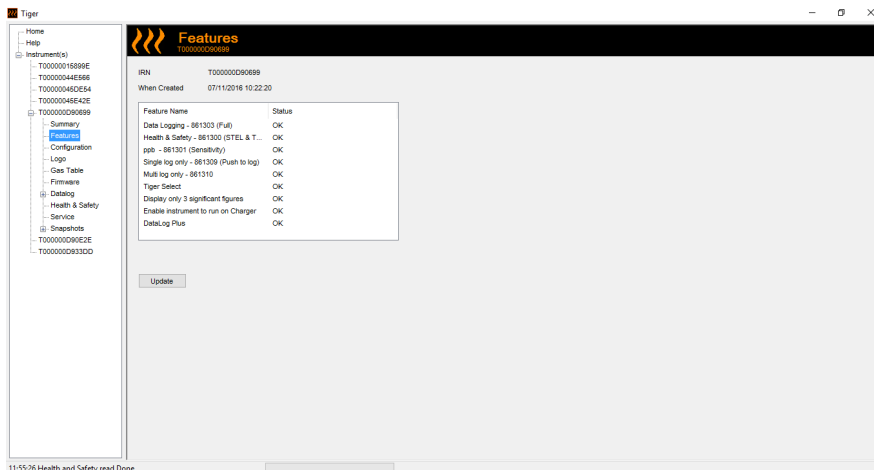 Tiger
Home
Help
Instrument(s)
T00000015899E
T00000044E566
T00000045DE54
T00000045E42E
T000000D90699
Summary
Features
Configuration
Logo
Gas Table
Firmware
Datalog
Health & Safety
Service
Snapshots
T000000D90E2E
T000000D933DD
Features
T000000D90699
IRN T000000D90699
When Created 07/11/2016 10:22:20
Feature Name Status
Data Logging - 861303 (Full) OK
Health & Safety - 861300 (STEL & T... OK
ppb - 861301 (Sensitivity) OK
Single log only - 861309 (Push to log) OK
Multi log only - 861310 OK
Tiger Select OK
Display only 3 significant figures OK
Enable instrument to run on Charger OK
DataLog Plus OK
Update
11:55:26 Health and Safety read Done